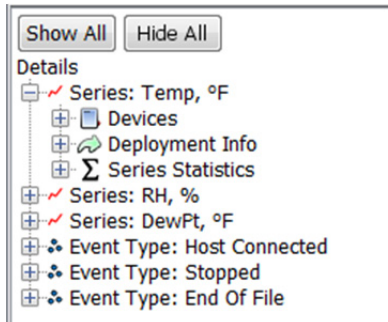 Show All Hide All
Details
Series: Temp, °F
Devices
Deployment Info
Series Statistics
Series: RH, %
Series: DewPt, °F
Event Type: Host Connected
Event Type: Stopped
Event Type: End Of File